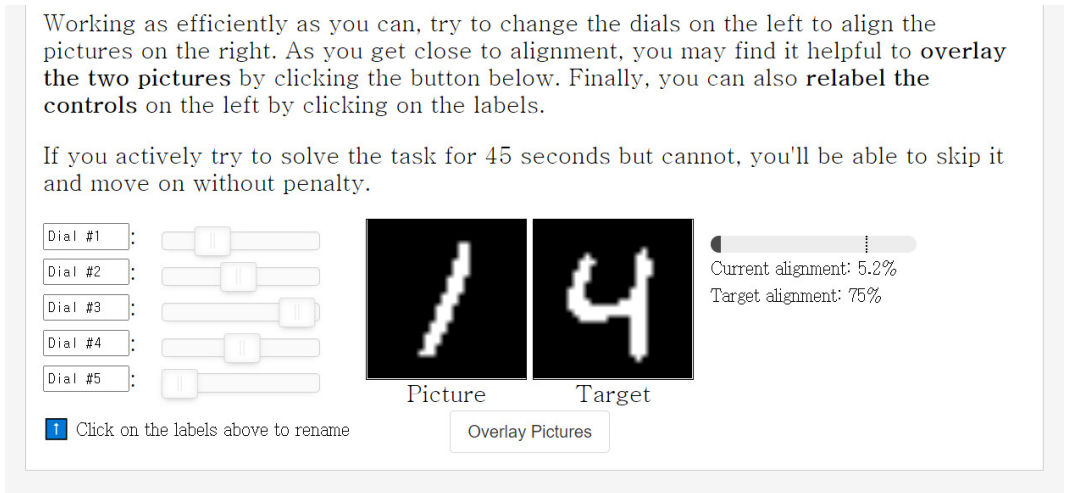 Working as efficiently as you can, try to change the dials on the left to align the
pictures on the right. As you get close to alignment, you may find it helpful to overlay
the two pictures by clicking the button below. Finally, you can also relabel the
controls on the left by clicking on the labels.
If you actively try to solve the task for 45 seconds but cannot, you'll be able to skip it
and move on without penalty.
Dial #1 :
Dial #2 :
Dial #3 :
Dial #4 :
Dial #5 :
↑ Click on the labels above to rename
1
4
Picture
Target
Overlay Pictures
Current alignment: 5.2%
Target alignment: 75%